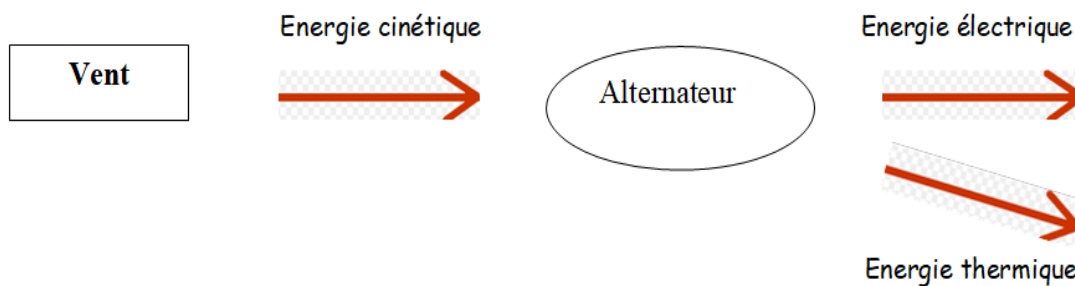 Energie cinétique
Energie électrique
Vent
Alternateur
Energie thermique